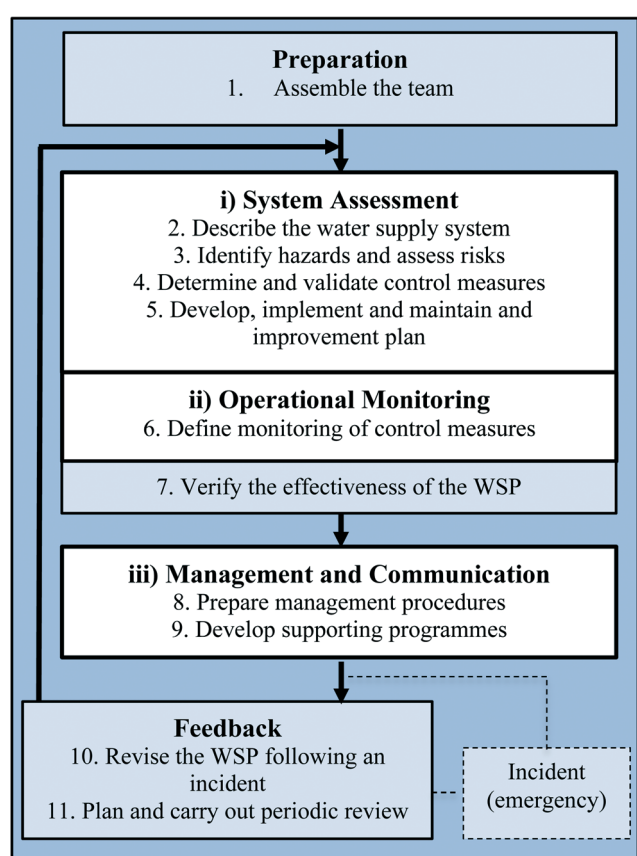 Preparation
1. Assemble the team
i) System Assessment
2. Describe the water supply system
3. Identify hazards and assess risks
4. Determine and validate control measures
5. Develop, implement and maintain and
improvement plan
ii) Operational Monitoring
6. Define monitoring of control measures
7. Verify the effectiveness of the WSP
iii) Management and Communication
8. Prepare management procedures
9. Develop supporting programmes
Feedback
10. Revise the WSP following an
incident
11. Plan and carry out periodic review
Incident
(emergency)